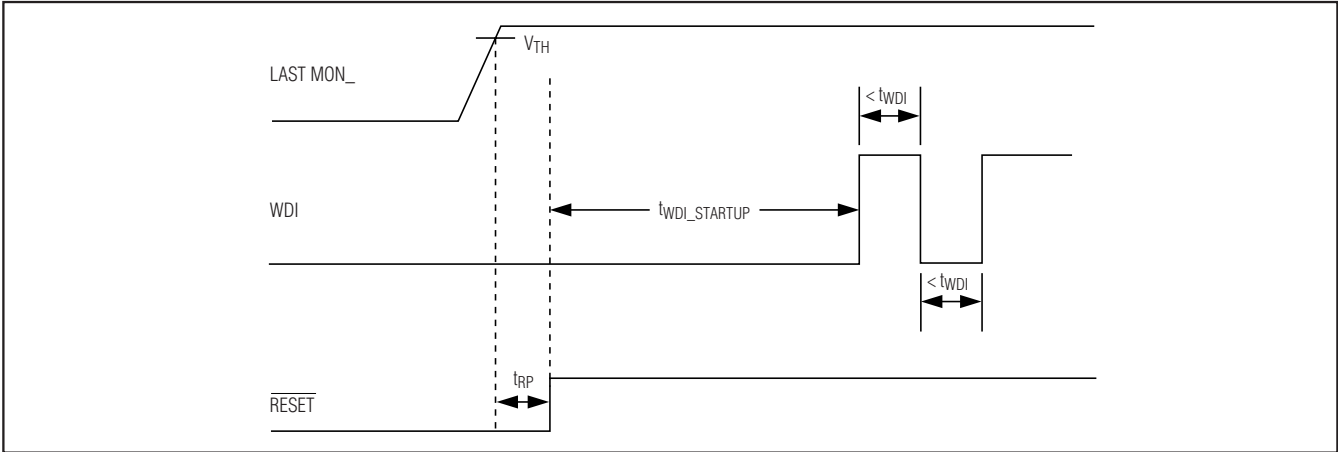 VTH
LAST MON_
< tWDI
WDI
tWDI_STARTUP
< tWDI
tRP
RESET